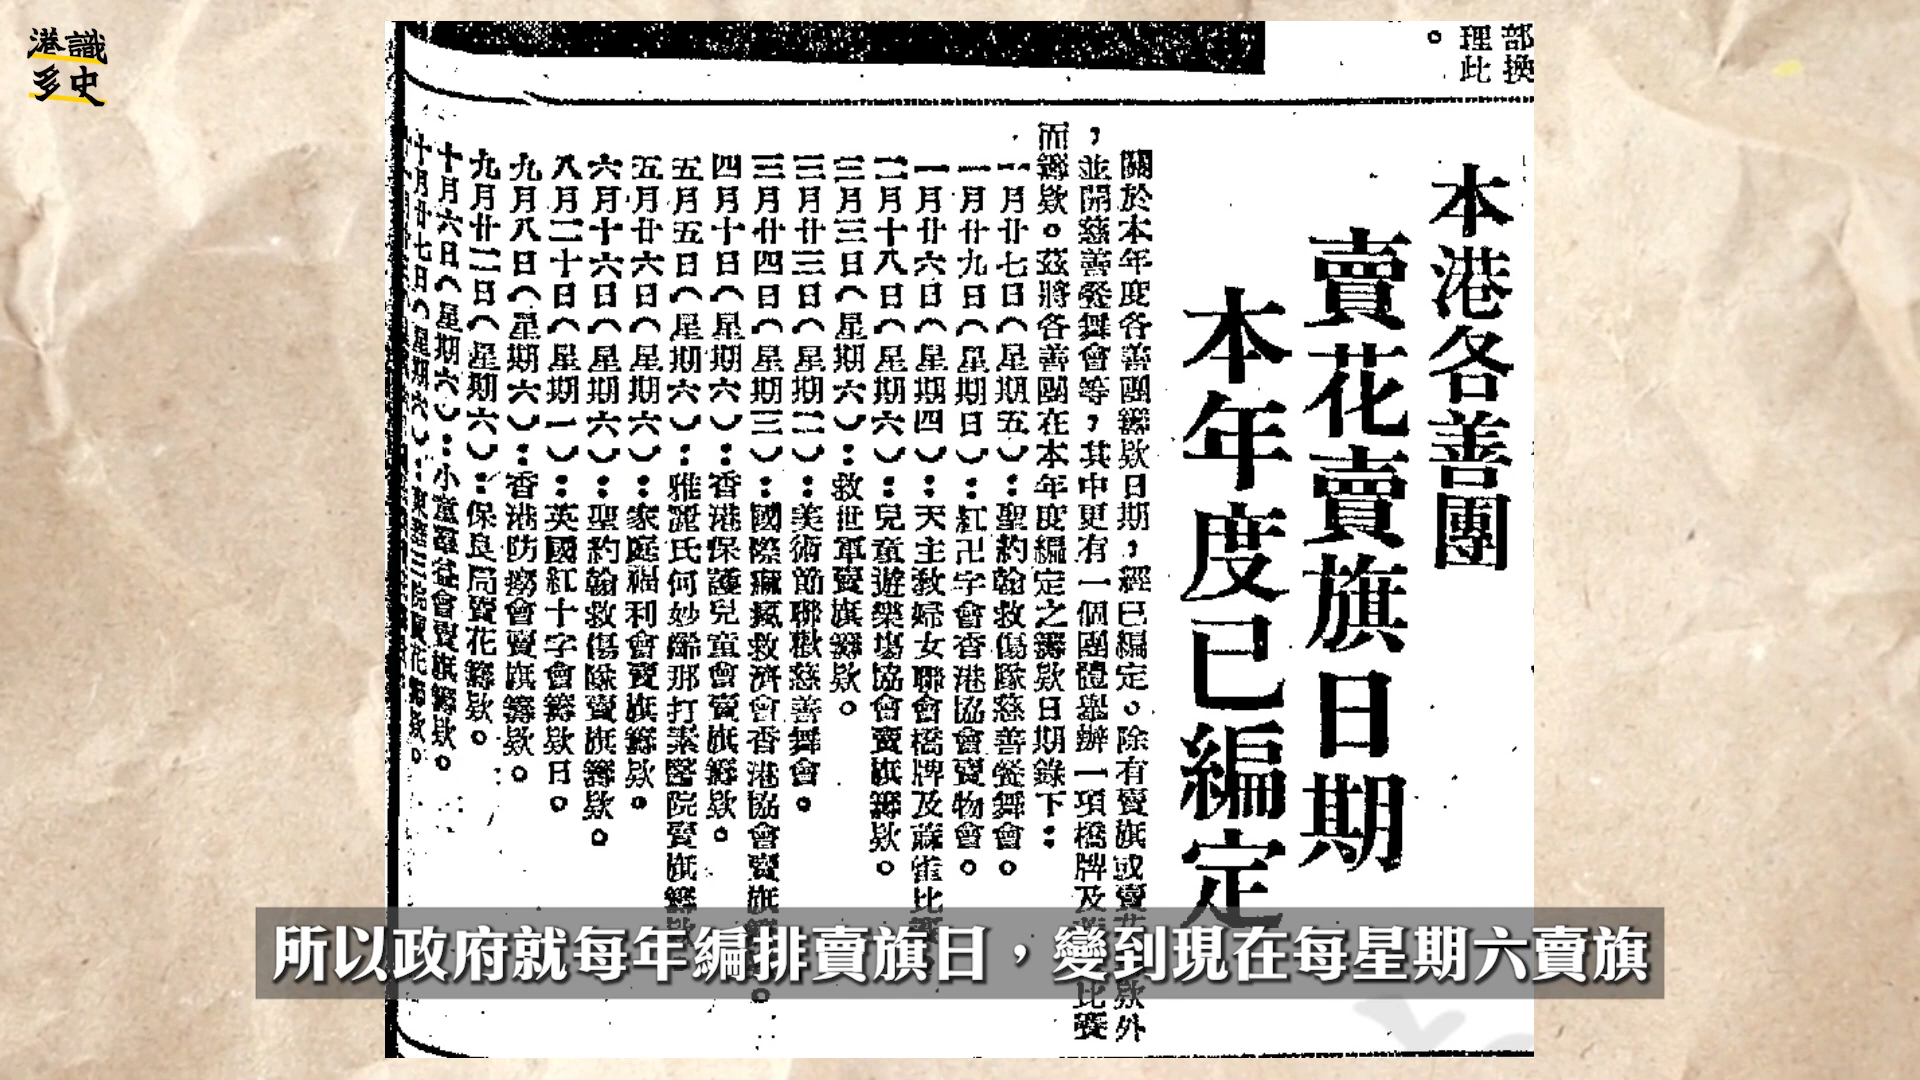 港識
多史
部換
理此
。
本港各善團
賣花賣旗日期
本年度已編定
關於本年度各善團籌欵日期,經已編定。除有賣旗或賣花籌欵外
,並開慈善餐舞會等,其中更有一個團體舉辦一項橋牌及蔴雀比賽
而籌欵。茲將各善團在本年度編定之籌欵日期錄下:
一月廿七日(星期五):聖約翰救傷隊慈善餐舞會。
一月廿九日(星期日):紅卍字會香港協會賣物會。
一月廿六日(星期四):天主教婦女聯會橋牌及蔴雀比賽
二月十八日(星期六):兒童遊樂場協會賣旗籌欵。
三月三日(星期六):救世軍賣旗籌欵。
三月廿三日(星期二):美術節聯歡慈善舞會。
三月廿四日(星期三):國際痲瘋救濟會香港協會賣旗籌
四月十日(星期六):香港保護兒童會賣旗籌欵。
五月五日(星期六):雅麗氏何妙齡那打素醫院賣旗籌欵
五月廿六日(星期六):家庭福利會賣旗籌欵。
六月十六日(星期六):聖約翰救傷隊賣旗籌欵。
八月二十日(星期一):英國紅十字會籌欵日。
九月八日(星期六):香港防癆會賣旗籌欵。
九月廿二日(星期六):保良局賣花籌欵。
十月六日(星期六):小童羣益會賣旗籌欵。
十月廿七日(星期六):東華三院賣花籌欵。
所以政府就每年編排賣旗日,變到現在每星期六賣旗